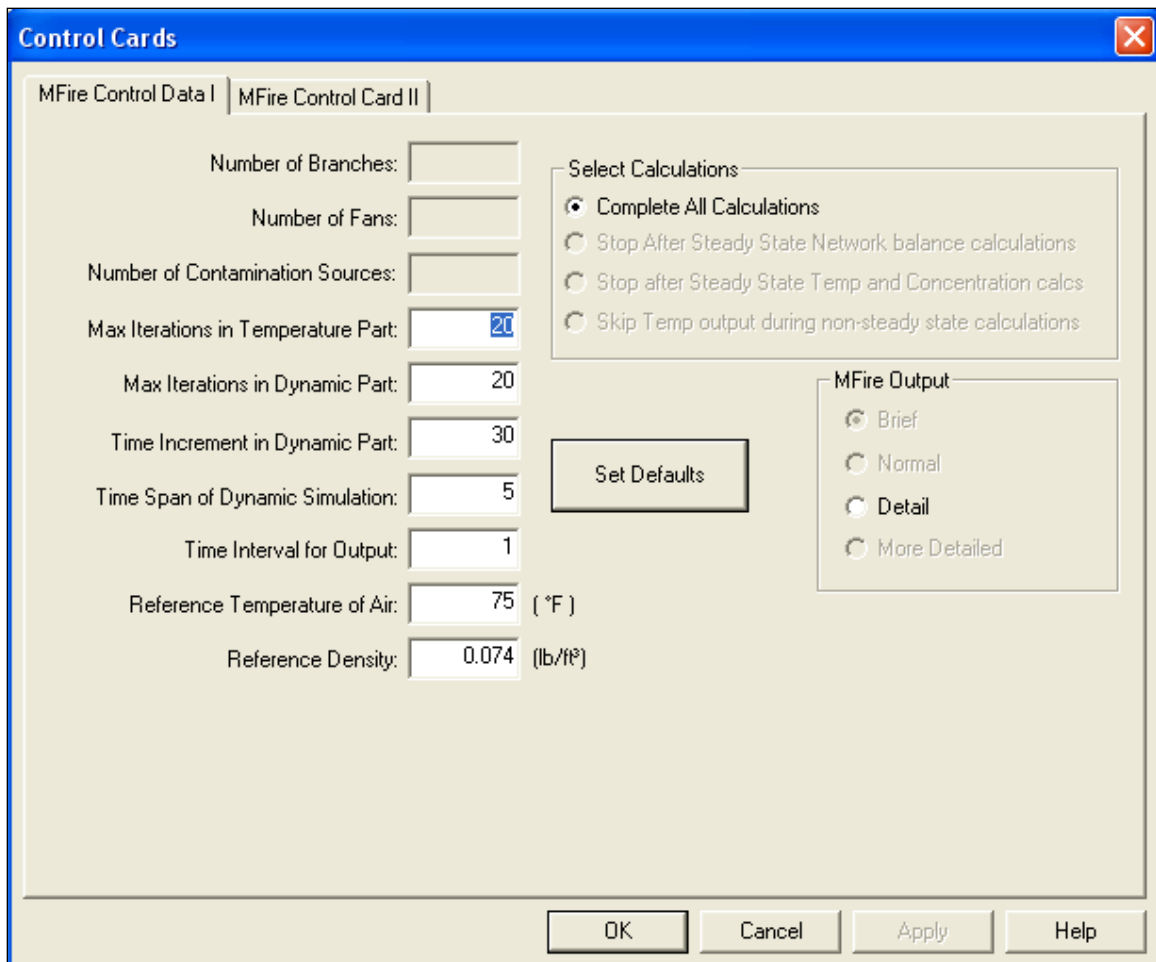 Control Cards
MFire Control Data I
MFire Control Card II
Number of Branches:
Number of Fans:
Number of Contamination Sources:
Max Iterations in Temperature Part: 20
Max Iterations in Dynamic Part: 20
Time Increment in Dynamic Part: 30
Time Span of Dynamic Simulation: 5
Time Interval for Output: 1
Reference Temperature of Air: 75 ( °F )
Reference Density: 0.074 (lb/ft³)
Select Calculations
Complete All Calculations
Stop After Steady State Network balance calculations
Stop after Steady State Temp and Concentration calcs
Skip Temp output during non-steady state calculations
MFire Output
Brief
Normal
Detail
More Detailed
Set Defaults
OK
Cancel
Apply
Help